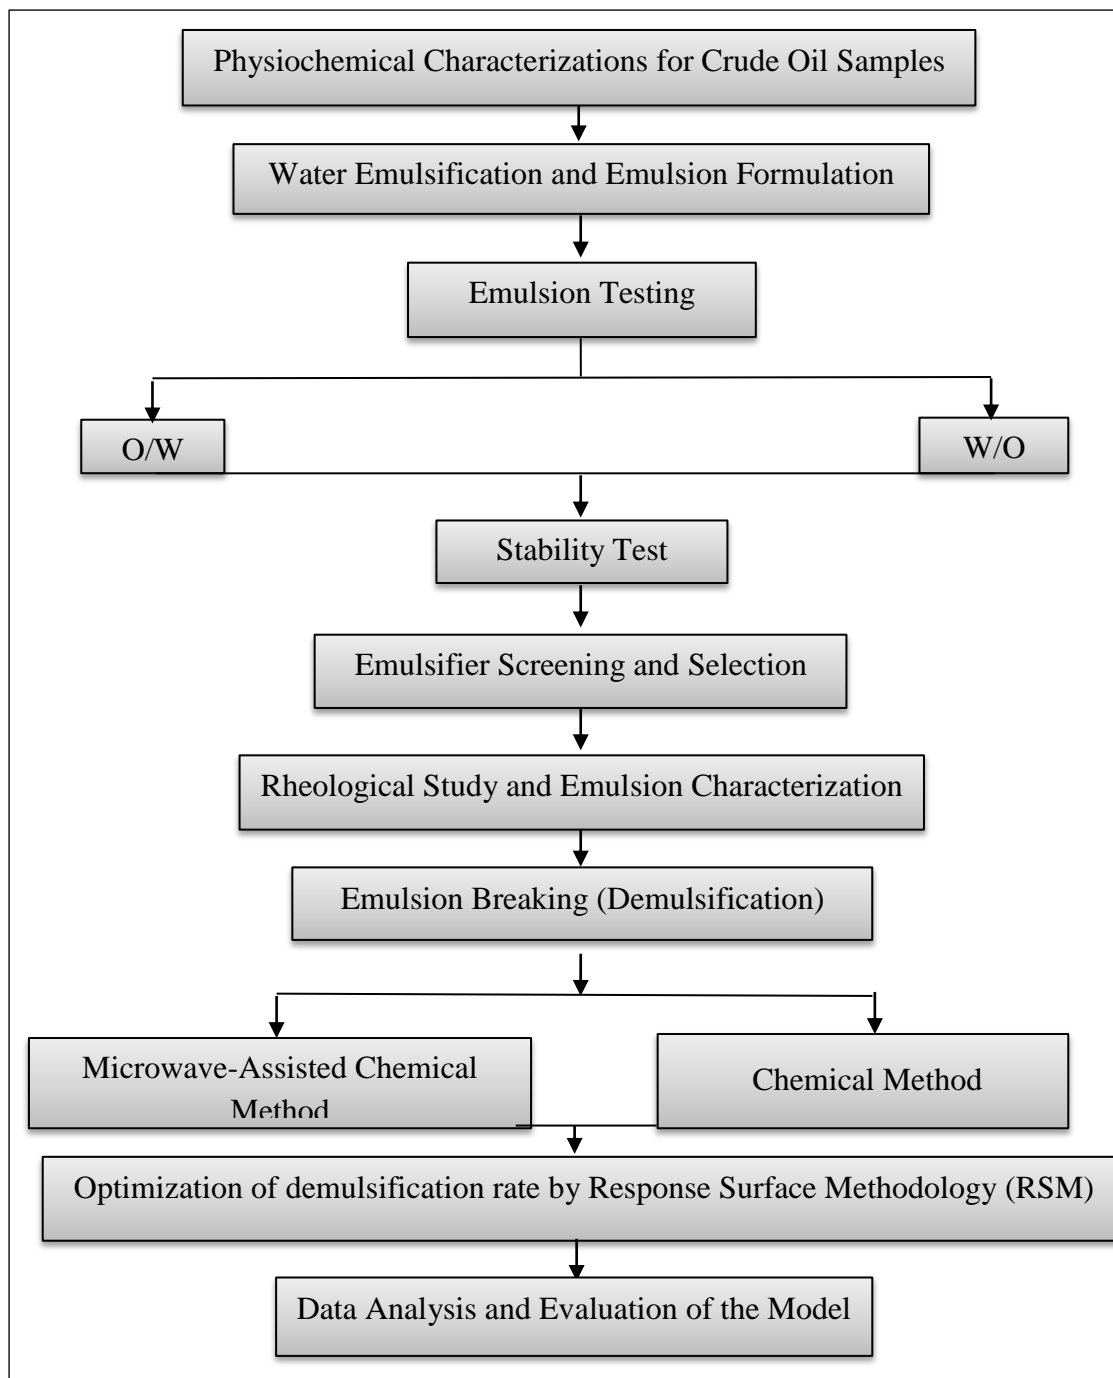 Physiochemical Characterizations for Crude Oil Samples
Water Emulsification and Emulsion Formulation
Emulsion Testing
O/W
W/O
Stability Test
Emulsifier Screening and Selection
Rheological Study and Emulsion Characterization
Emulsion Breaking (Demulsification)
Microwave-Assisted Chemical
Method
Chemical Method
Optimization of demulsification rate by Response Surface Methodology (RSM)
Data Analysis and Evaluation of the Model